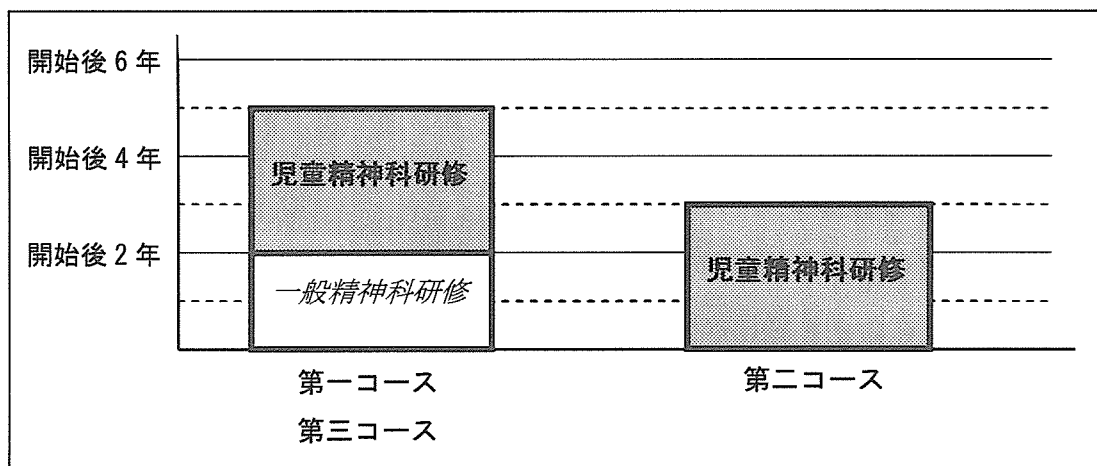 開始後 6 年
開始後 4 年
児童精神科研修
開始後 2 年
児童精神科研修
一般精神科研修
第一コース
第二コース
第三コース